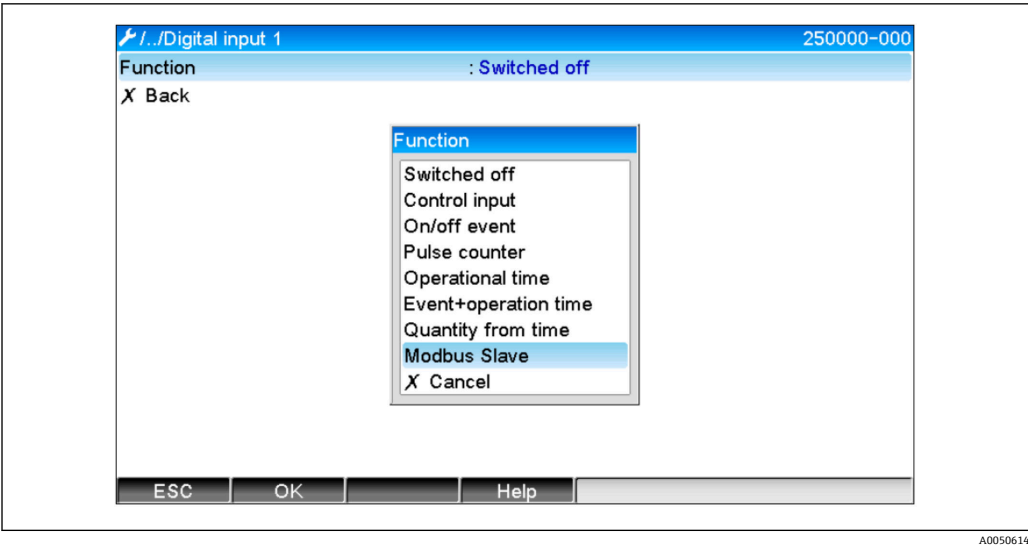 /../Digital input 1 250000-000
Function : Switched off
X Back
Function
Switched off
Control input
On/off event
Pulse counter
Operational time
Event+operation time
Quantity from time
Modbus Slave
X Cancel
ESC OK Help
A0050614